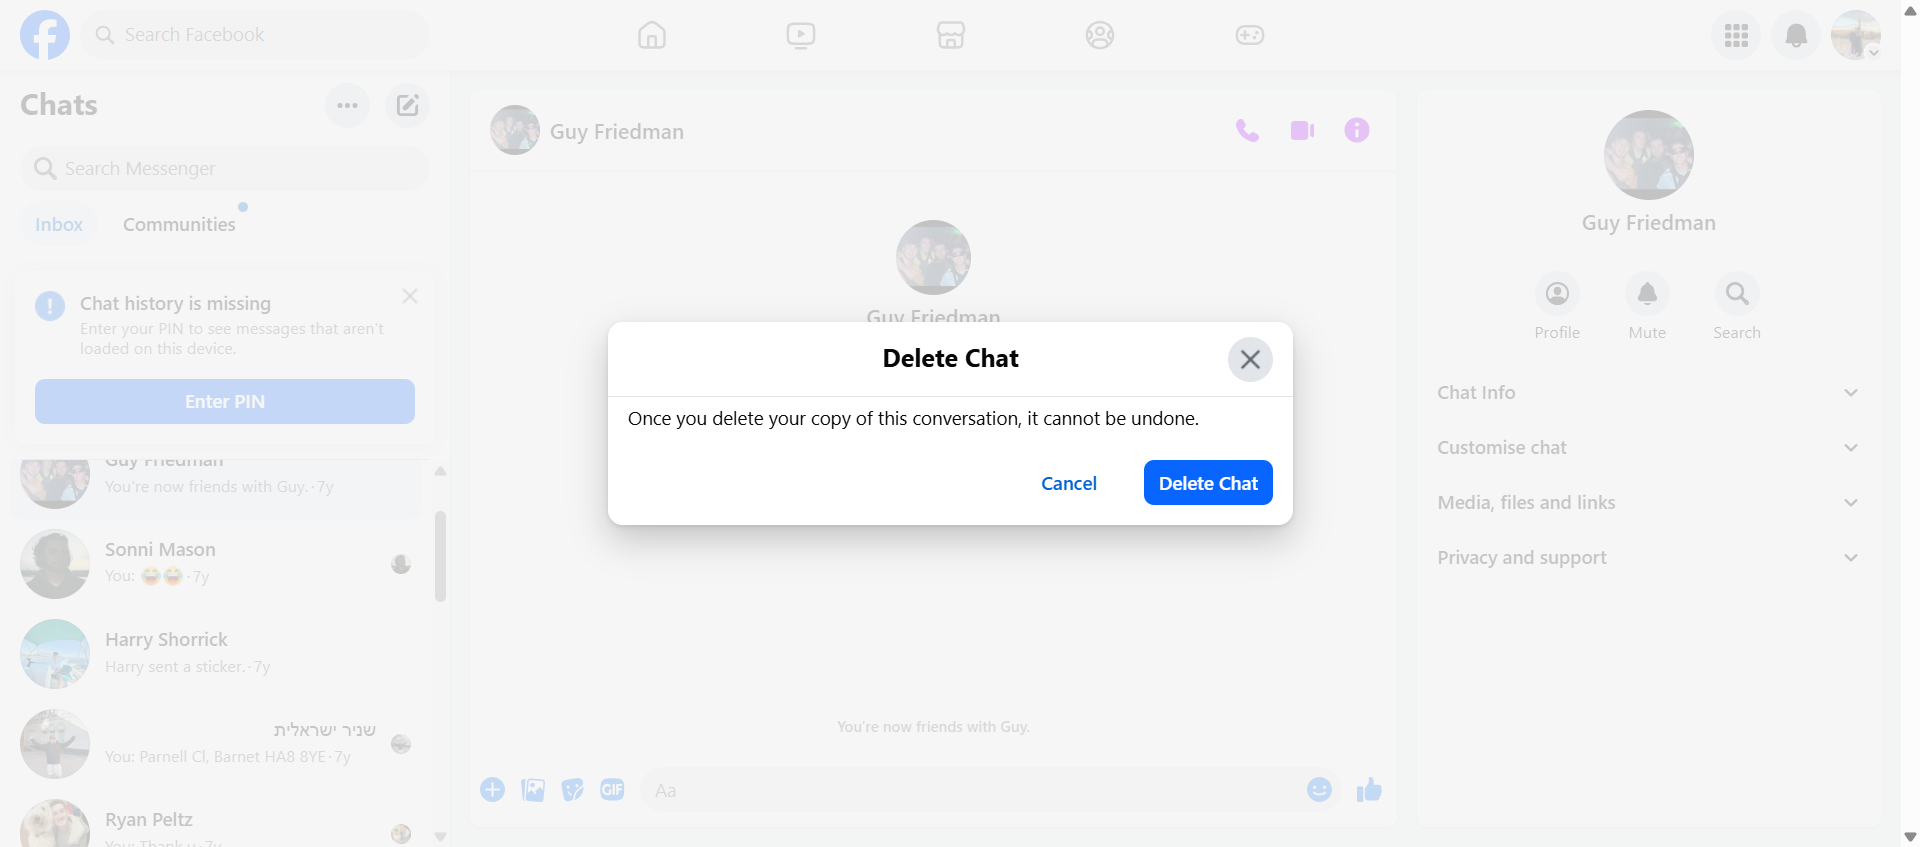 Search Facebook
Chats
Search Messenger
Inbox
Communities
Chat history is missing
Enter your PIN to see messages that aren't
loaded on this device.
Enter PIN
Guy Friedman
You're now friends with Guy. · 7y
Sonni Mason
You: 😂😂 · 7y
Harry Shorrick
Harry sent a sticker. · 7y
שניר ישראלית
You: Parnell Cl, Barnet HA8 8YE · 7y
Ryan Peltz
You: Thank u · 7y
Guy Friedman
Guy Friedman
Delete Chat
Once you delete your copy of this conversation, it cannot be undone.
Cancel
Delete Chat
You're now friends with Guy.
GIF
Aa
Guy Friedman
Profile
Mute
Search
Chat Info
Customise chat
Media, files and links
Privacy and support